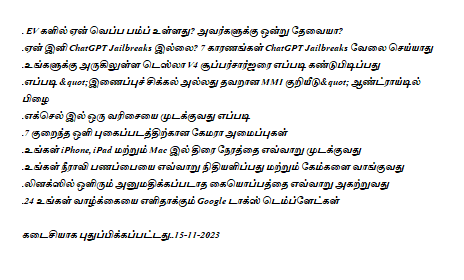 . EV களில் ஏன் வெப்ப பம்ப் உள்ளது? அவர்களுக்கு ஒன்று தேவையா?
.ஏன் இனி ChatGPT Jailbreaks இல்லை? 7 காரணங்கள் ChatGPT Jailbreaks வேலை செய்யாது
.உங்களுக்கு அருகிலுள்ள டெஸ்லா V4 சூப்பர்சார்ஜரை எப்படி கண்டுபிடிப்பது
.எப்படி &quot;இணைப்புச் சிக்கல் அல்லது தவறான MMI குறியீடு&quot; ஆண்ட்ராய்டில்
பிழை
.எக்செல் இல் ஒரு வரிசையை முடக்குவது எப்படி
.7 குறைந்த ஒளி புகைப்படத்திற்கான கேமரா அமைப்புகள்
.உங்கள் iPhone, iPad மற்றும் Mac இல் திரை நேரத்தை எவ்வாறு முடக்குவது
.உங்கள் நீராவி பணப்பையை எவ்வாறு நிதியளிப்பது மற்றும் கேம்களை வாங்குவது
.லினக்ஸில் ஒளிரும் அனுமதிக்கப்படாத கையொப்பத்தை எவ்வாறு அகற்றுவது
.24 உங்கள் வாழ்க்கையை எளிதாக்கும் Google டாக்ஸ் டெம்ப்ளேட்கள்
கடைசியாக புதுப்பிக்கப்பட்டது..15-11-2023